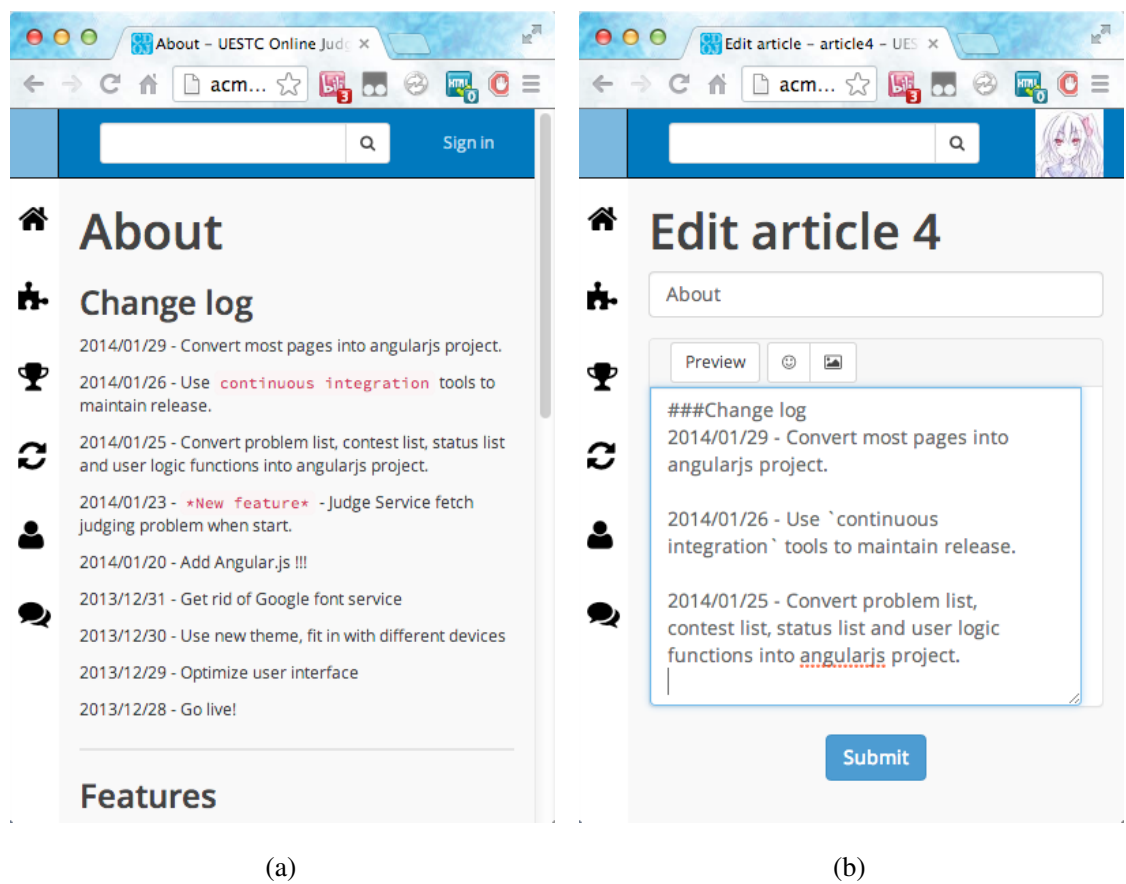 About – UESTC Online Judg
acm...
3
0
Sign in
About
Change log
2014/01/29 - Convert most pages into angularjs project.
2014/01/26 - Use continuous integration tools to
maintain release.
2014/01/25 - Convert problem list, contest list, status list
and user logic functions into angularjs project.
2014/01/23 - *New feature* - Judge Service fetch
judging problem when start.
2014/01/20 - Add Angular.js !!!
2013/12/31 - Get rid of Google font service
2013/12/30 - Use new theme, fit in with different devices
2013/12/29 - Optimize user interface
2013/12/28 - Go live!
Features
(a)
Edit article – article4 – UES
acm...
3
0
Edit article 4
About
Preview
###Change log
2014/01/29 - Convert most pages into
angularjs project.
2014/01/26 - Use `continuous
integration` tools to maintain release.
2014/01/25 - Convert problem list,
contest list, status list and user logic
functions into angularjs project.
Submit
(b)